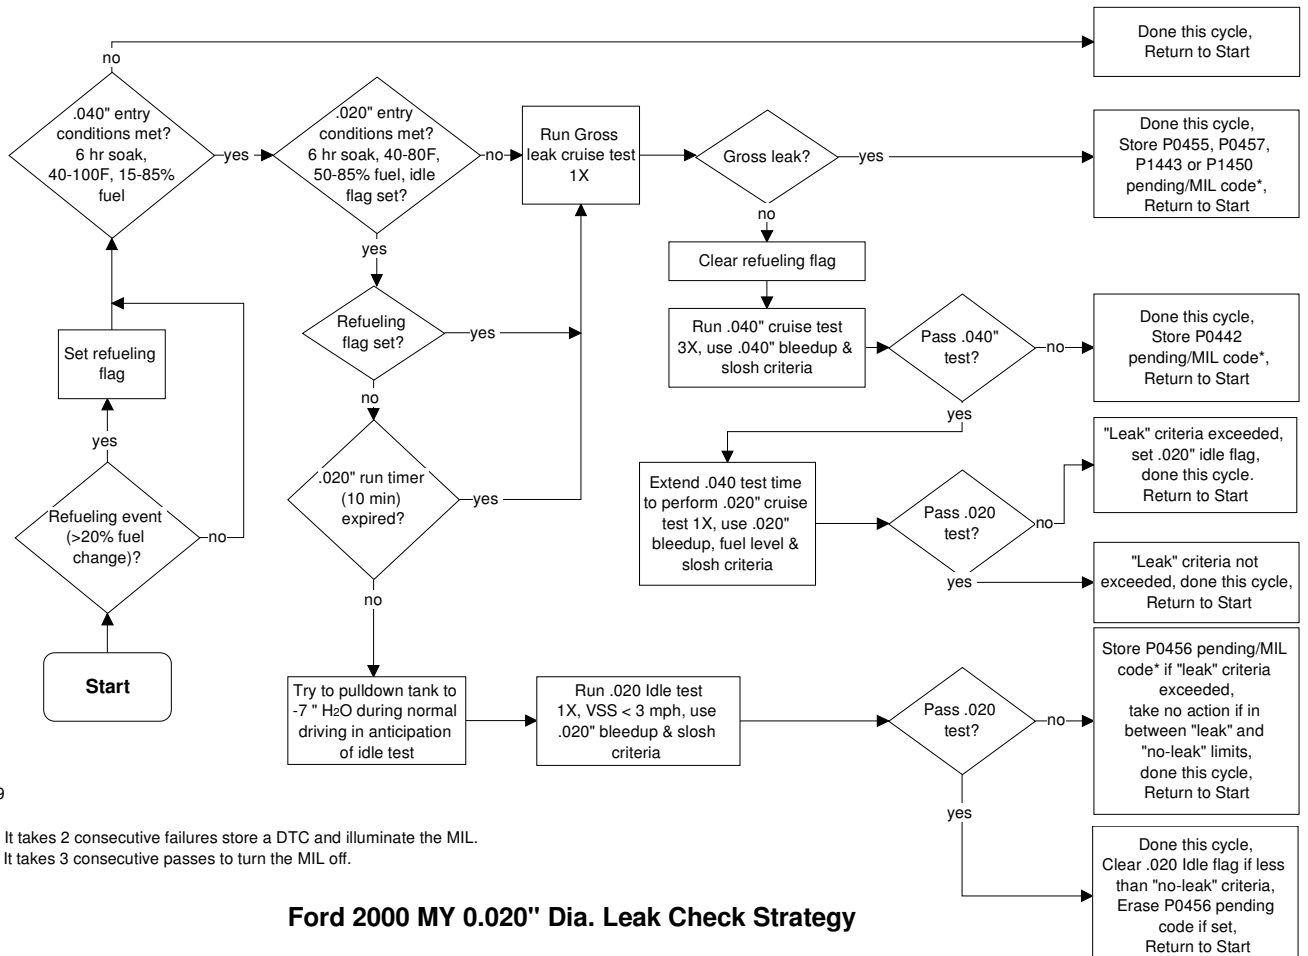 Done this cycle,
Return to Start
no
.040" entry
conditions met?
6 hr soak,
40-100F, 15-85%
fuel
yes
.020" entry
conditions met?
6 hr soak, 40-80F,
50-85% fuel, idle
flag set?
no
Run Gross
leak cruise test
1X
Gross leak?
yes
Done this cycle,
Store P0455, P0457,
P1443 or P1450
pending/MIL code*,
Return to Start
no
yes
Clear refueling flag
Refueling
flag set?
yes
Run .040" cruise test
3X, use .040" bleedup &
slosh criteria
Pass .040"
test?
no
Done this cycle,
Store P0442
pending/MIL code*,
Return to Start
Set refueling
flag
no
yes
yes
"Leak" criteria exceeded,
set .020" idle flag,
done this cycle.
Return to Start
.020" run timer
(10 min)
expired?
yes
Extend .040 test time
to perform .020" cruise
test 1X, use .020"
bleedup, fuel level &
slosh criteria
Pass .020
test?
no
Refueling event
(>20% fuel
change)?
no
yes
"Leak" criteria not
exceeded, done this cycle,
Return to Start
no
Start
Try to pulldown tank to
-7 " H2O during normal
driving in anticipation
of idle test
Run .020 Idle test
1X, VSS < 3 mph, use
.020" bleedup & slosh
criteria
Pass .020
test?
no
Store P0456 pending/MIL
code* if "leak" criteria
exceeded,
take no action if in
between "leak" and
"no-leak" limits,
done this cycle,
Return to Start
9
yes
It takes 2 consecutive failures store a DTC and illuminate the MIL.
It takes 3 consecutive passes to turn the MIL off.
Done this cycle,
Clear .020 Idle flag if less
than "no-leak" criteria,
Erase P0456 pending
code if set,
Return to Start
Ford 2000 MY 0.020" Dia. Leak Check Strategy